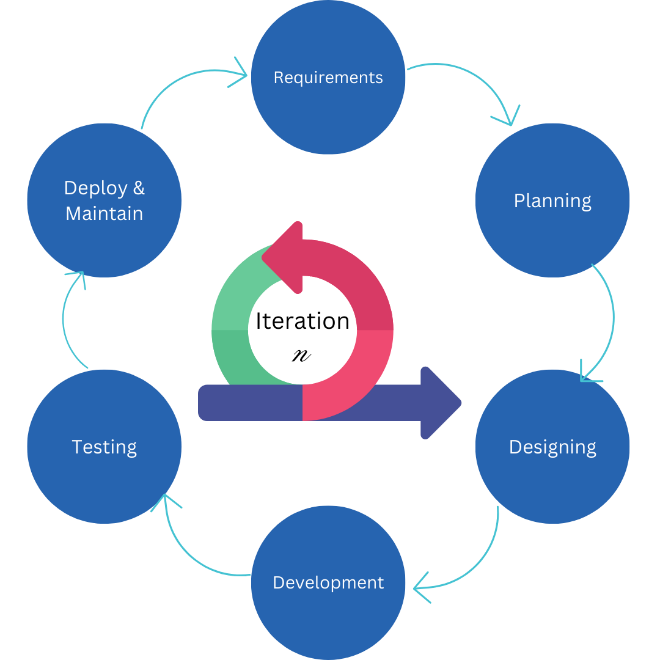 Requirements
Planning
Designing
Development
Testing
Deploy &
Maintain
Iteration
n